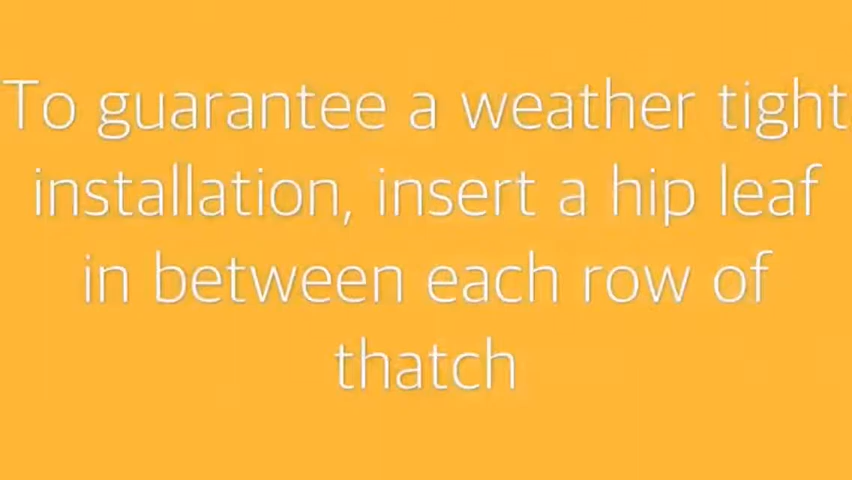 To guarantee a weather tight
installation, insert a hip leaf
in between each row of
thatch